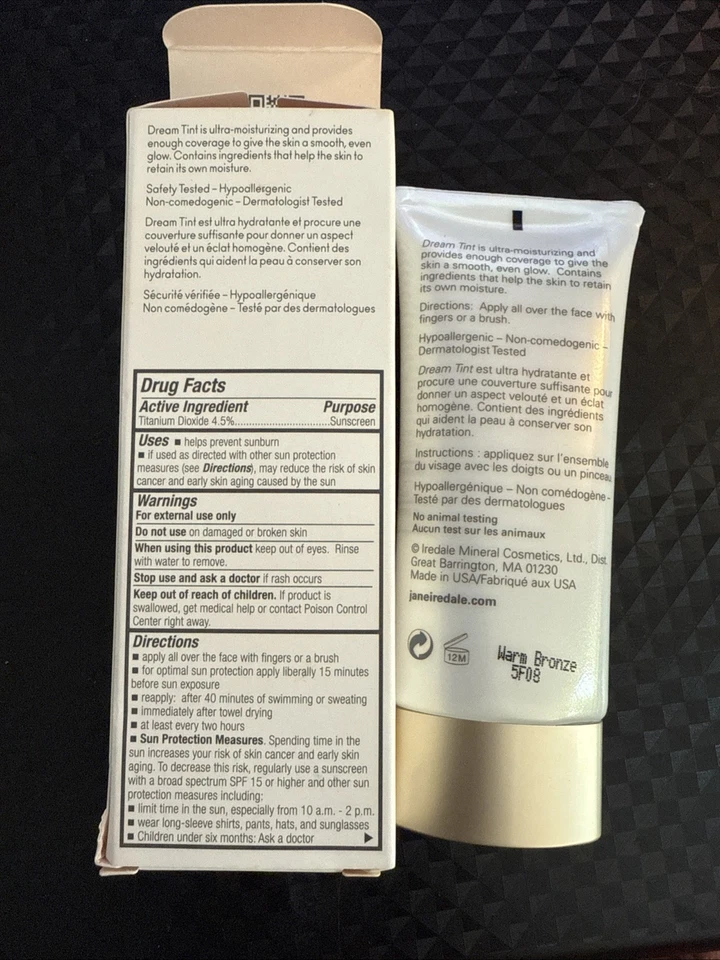 Dream Tint is ultra-moisturizing and provides
enough coverage to give the skin a smooth, even
glow. Contains ingredients that help the skin to
retain its own moisture.
Safety Tested – Hypoallergenic
Non-comedogenic – Dermatologist Tested
Dream Tint est ultra hydratante et procure une
couverture suffisante pour donner un aspect
velouté et un éclat homogène. Contient des
ingrédients qui aident la peau à conserver son
hydratation.
Sécurité vérifiée – Hypoallergénique
Non comédogène – Testé par des dermatologues
Drug Facts
Active Ingredient Purpose
Titanium Dioxide 4.5%..............................Sunscreen
Uses ■ helps prevent sunburn
■ if used as directed with other sun protection
measures (see Directions), may reduce the risk of skin
cancer and early skin aging caused by the sun
Warnings
For external use only
Do not use on damaged or broken skin
When using this product keep out of eyes. Rinse
with water to remove.
Stop use and ask a doctor if rash occurs
Keep out of reach of children. If product is
swallowed, get medical help or contact Poison Control
Center right away.
Directions
■ apply all over the face with fingers or a brush
■ for optimal sun protection apply liberally 15 minutes
before sun exposure
■ reapply: after 40 minutes of swimming or sweating
■ immediately after towel drying
■ at least every two hours
■ Sun Protection Measures. Spending time in the
sun increases your risk of skin cancer and early skin
aging. To decrease this risk, regularly use a sunscreen
with a broad spectrum SPF 15 or higher and other sun
protection measures including:
■ limit time in the sun, especially from 10 a.m. - 2 p.m.
■ wear long-sleeve shirts, pants, hats, and sunglasses
■ Children under six months: Ask a doctor
Dream Tint is ultra-moisturizing and
provides enough coverage to give the
skin a smooth, even glow. Contains
ingredients that help the skin to retain
its own moisture.
Directions: Apply all over the face with
fingers or a brush.
Hypoallergenic – Non-comedogenic –
Dermatologist Tested
Dream Tint est ultra hydratante et
procure une couverture suffisante pour
donner un aspect velouté et un éclat
homogène. Contient des ingrédients
qui aident la peau à conserver son
hydratation.
Instructions : appliquez sur l'ensemble
du visage avec les doigts ou un pinceau
Hypoallergénique – Non comédogène -
Testé par des dermatologues
No animal testing
Aucun test sur les animaux
© Iredale Mineral Cosmetics, Ltd., Dist.
Great Barrington, MA 01230
Made in USA/Fabriqué aux USA
janeiredale.com
12M
Warm Bronze
5F08